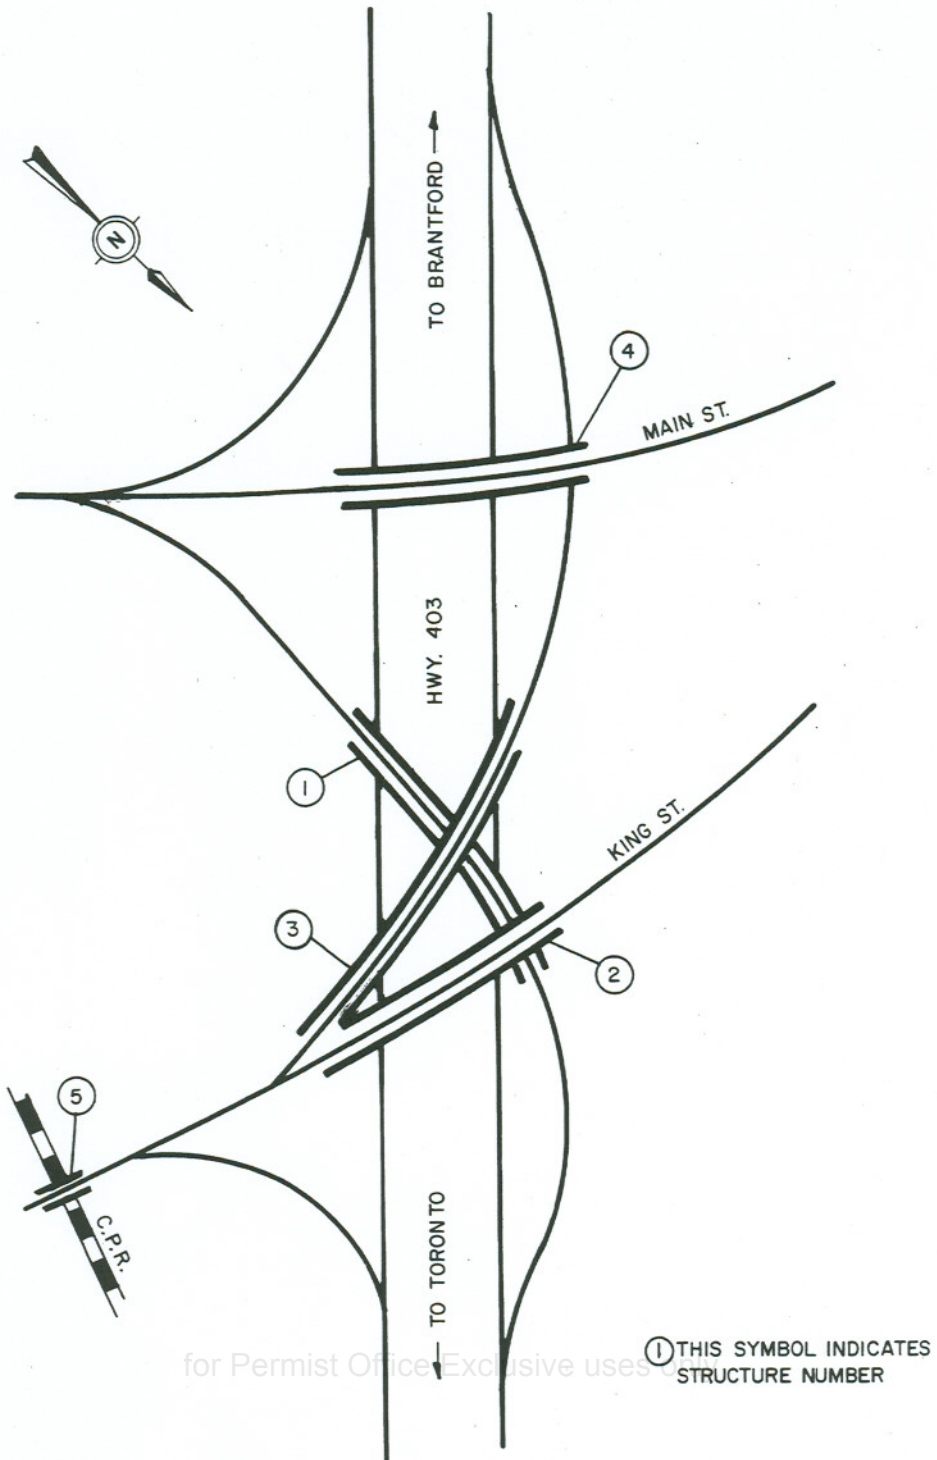 TO BRANTFORD
N
4
MAIN ST.
HWY. 403
1
KING ST.
3
2
5
C.P.R.
TO TORONTO
1 THIS SYMBOL INDICATES
STRUCTURE NUMBER
for Permist Office Exclusive uses only